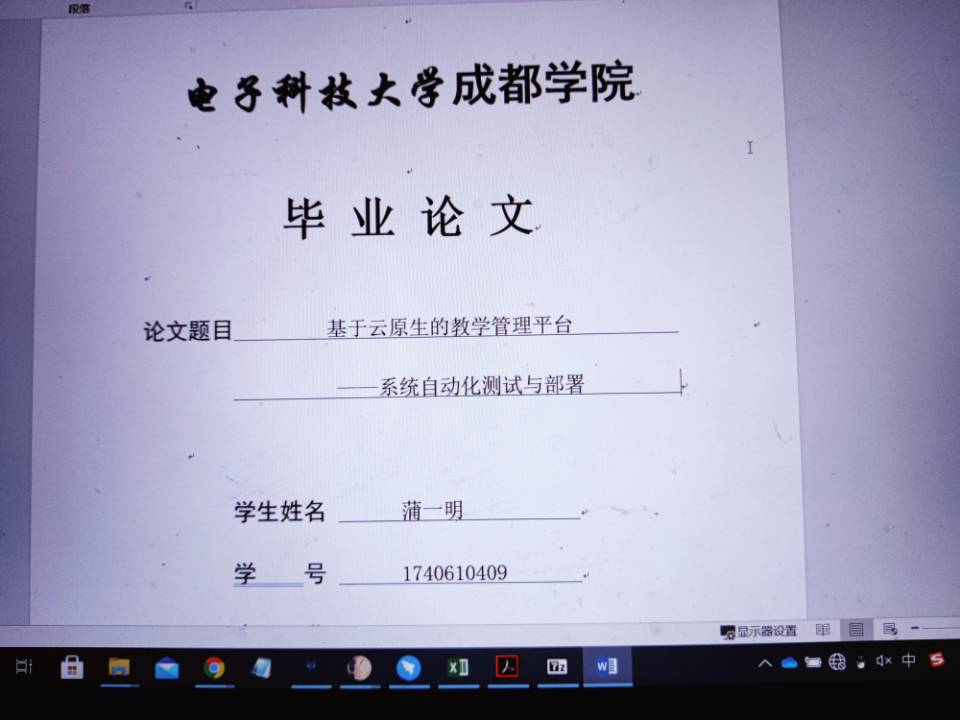 段落
电子科技大学成都学院
毕业论文
论文题目 基于云原生的教学管理平台
——系统自动化测试与部署
学生姓名 蒲一明
学 号 1740610409
显示器设置
中